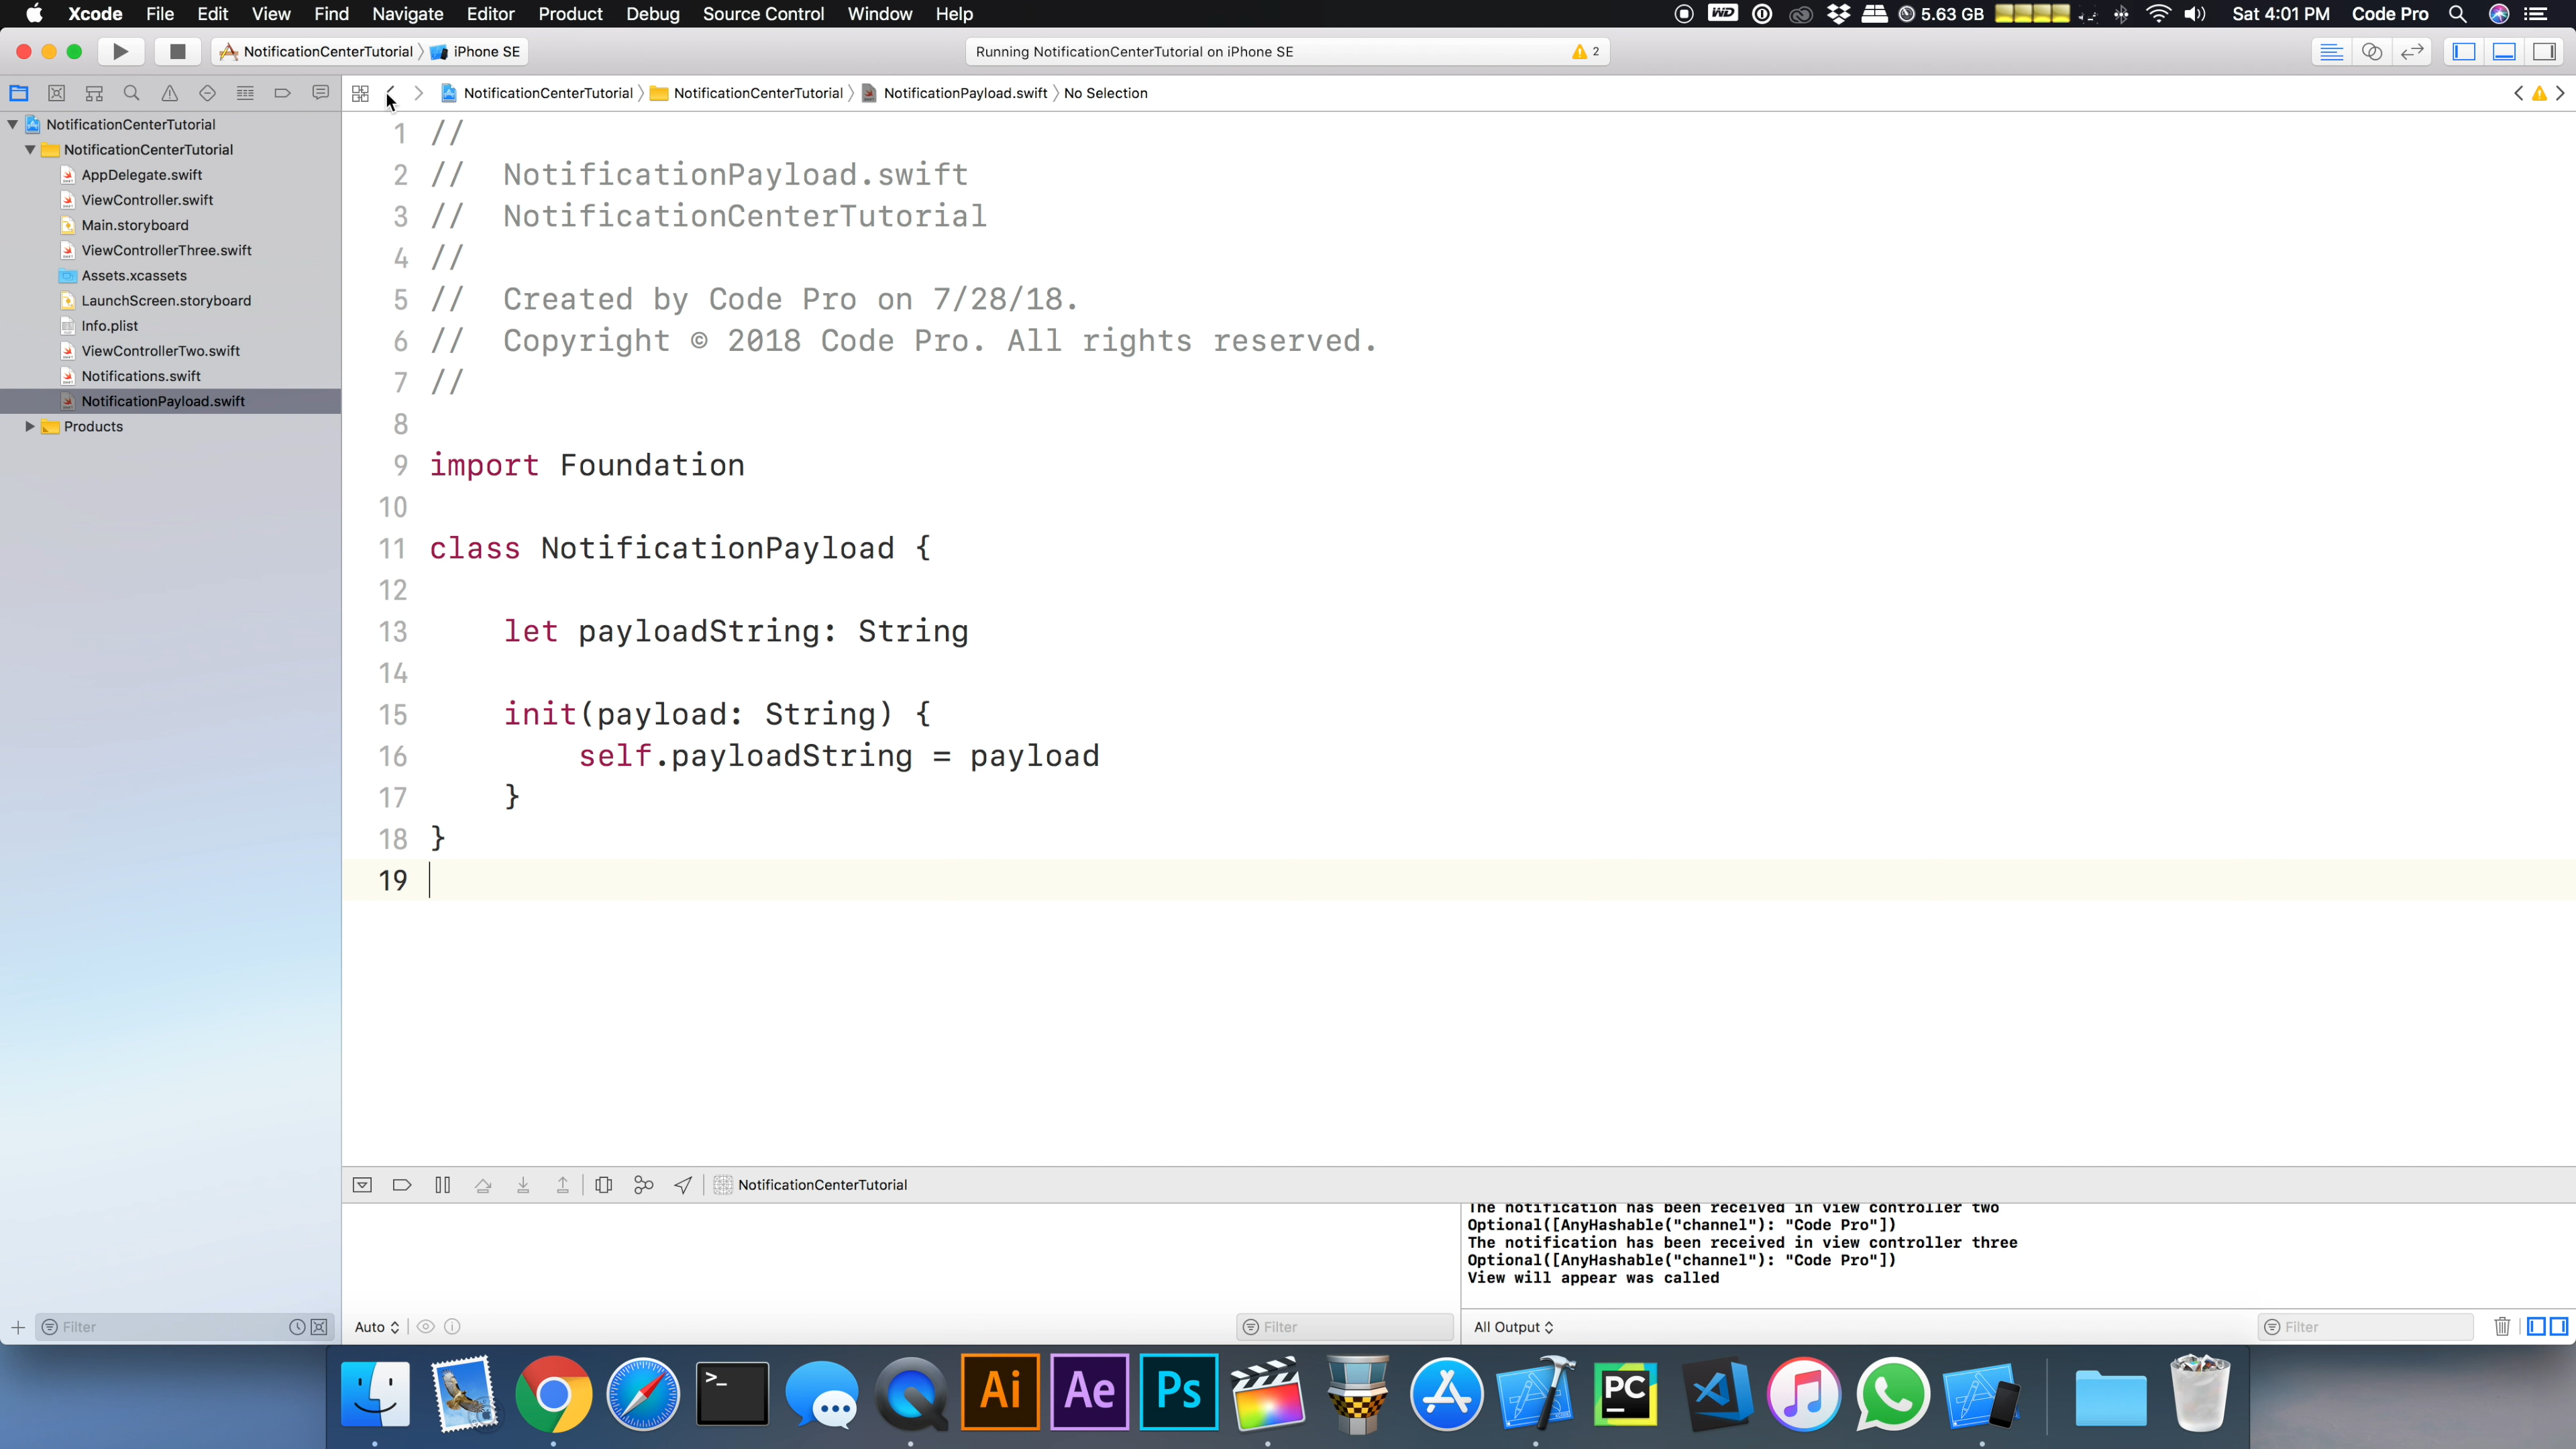 Xcode File Edit View Find Navigate Editor Product Debug Source Control Window Help WD 5.63 GB Sat 4:01 PM Code Pro
NotificationCenterTutorial iPhone SE Running NotificationCenterTutorial on iPhone SE 2
NotificationCenterTutorial NotificationCenterTutorial NotificationPayload.swift No Selection
NotificationCenterTutorial
NotificationCenterTutorial
AppDelegate.swift
ViewController.swift
Main.storyboard
ViewControllerThree.swift
Assets.xcassets
LaunchScreen.storyboard
Info.plist
ViewControllerTwo.swift
Notifications.swift
NotificationPayload.swift
Products
Filter
1 //
2 // NotificationPayload.swift
3 // NotificationCenterTutorial
4 //
5 // Created by Code Pro on 7/28/18.
6 // Copyright © 2018 Code Pro. All rights reserved.
7 //
8
9 import Foundation
10
11 class NotificationPayload {
12
13 let payloadString: String
14
15 init(payload: String) {
16 self.payloadString = payload
17 }
18 }
19
NotificationCenterTutorial
The notification has been received in view controller two
Optional([AnyHashable("channel"): "Code Pro"])
The notification has been received in view controller three
Optional([AnyHashable("channel"): "Code Pro"])
View will appear was called
Auto Filter All Output Filter
>_ Ai Ae Ps PC